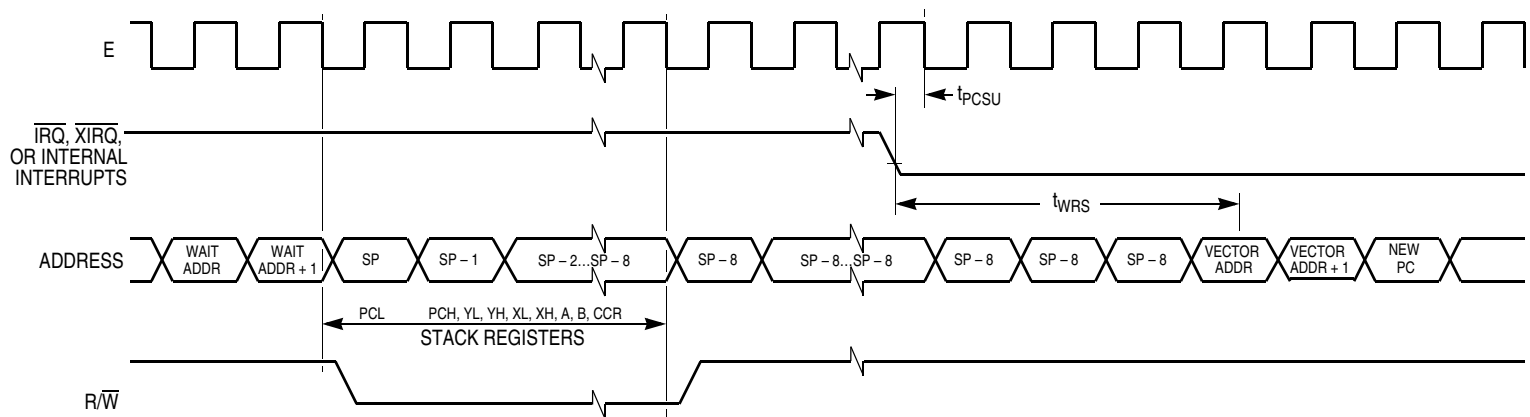 E
tPCSU
IRQ, XIRQ,
OR INTERNAL
INTERRUPTS
tWRS
ADDRESS
WAIT
ADDR
WAIT
ADDR + 1
SP
SP – 1
SP – 2...SP – 8
SP – 8
SP – 8...SP – 8
SP – 8
SP – 8
SP – 8
VECTOR
ADDR
VECTOR
ADDR + 1
NEW
PC
PCL PCH, YL, YH, XL, XH, A, B, CCR
STACK REGISTERS
R/W